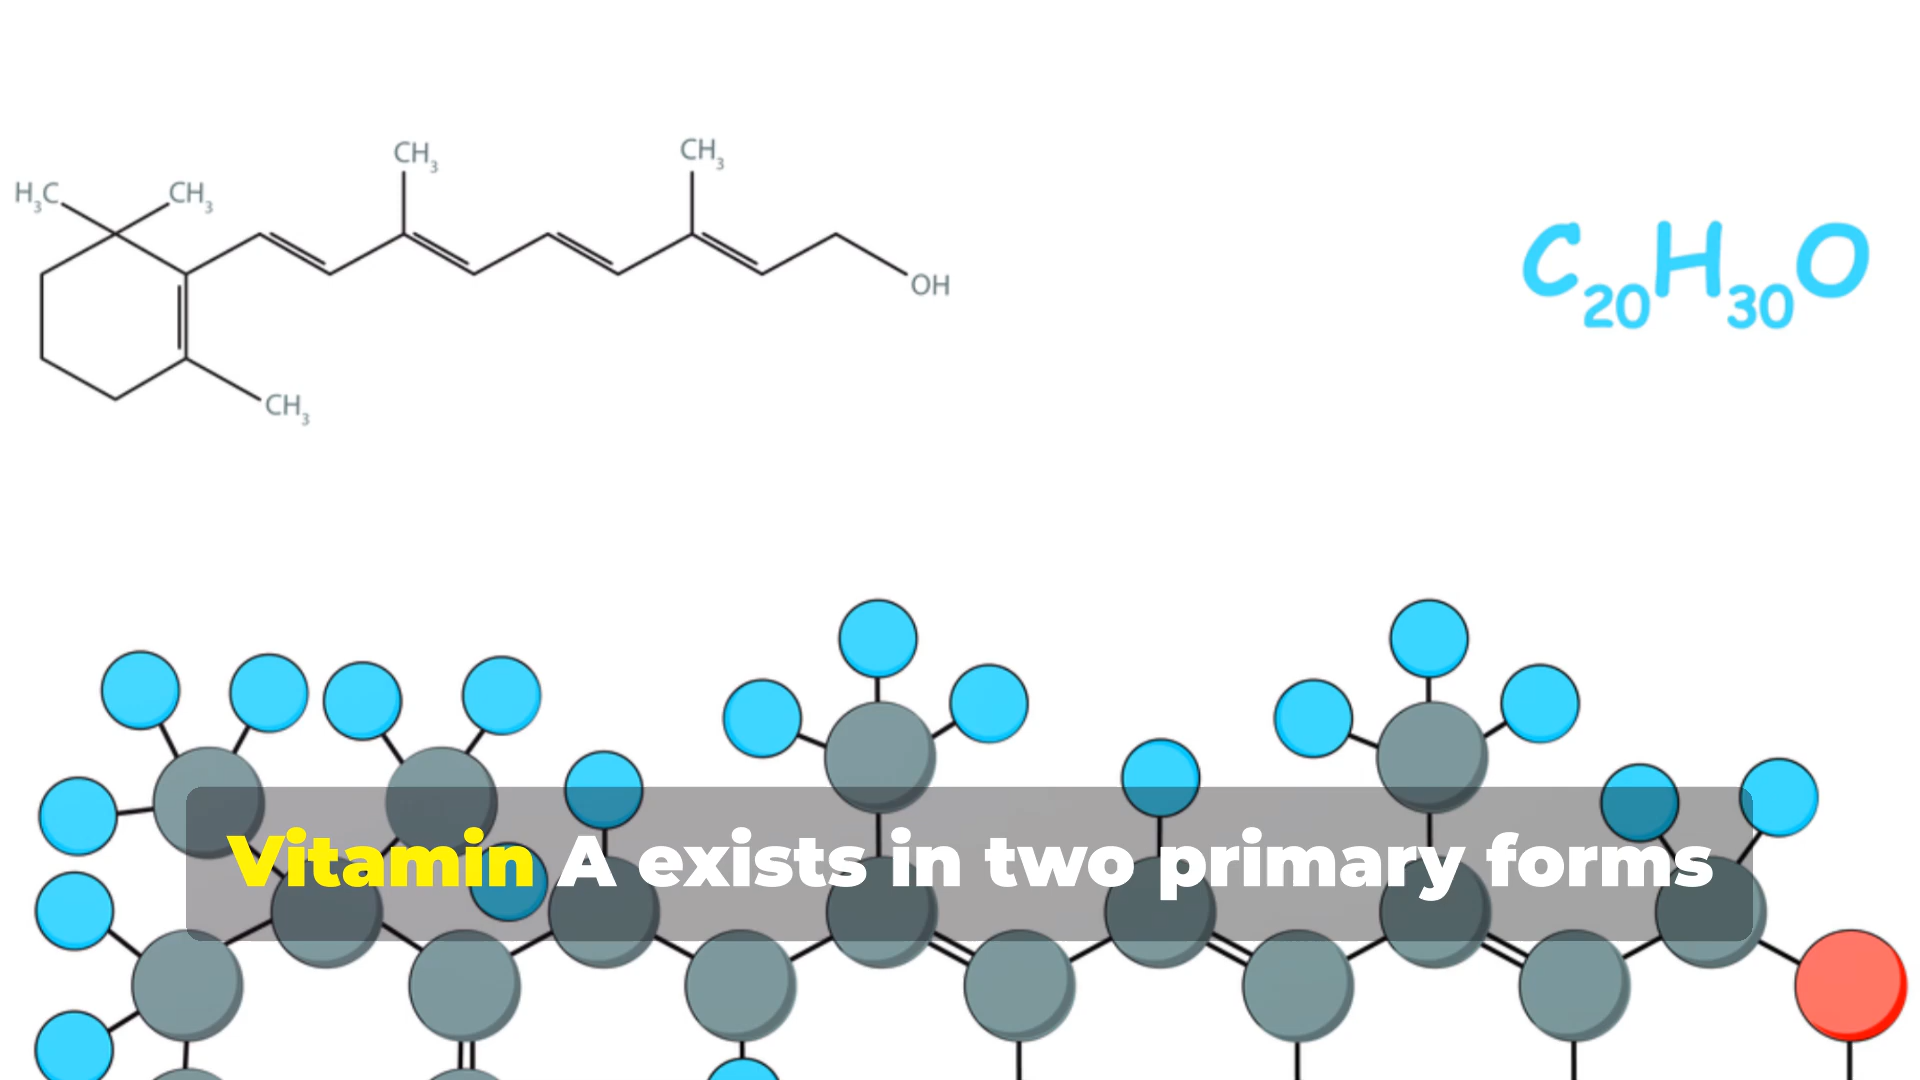 CH₃
CH₃
H₃C
CH₃
C₂₀H₃₀O
OH
CH₃
Vitamin A exists in two primary forms